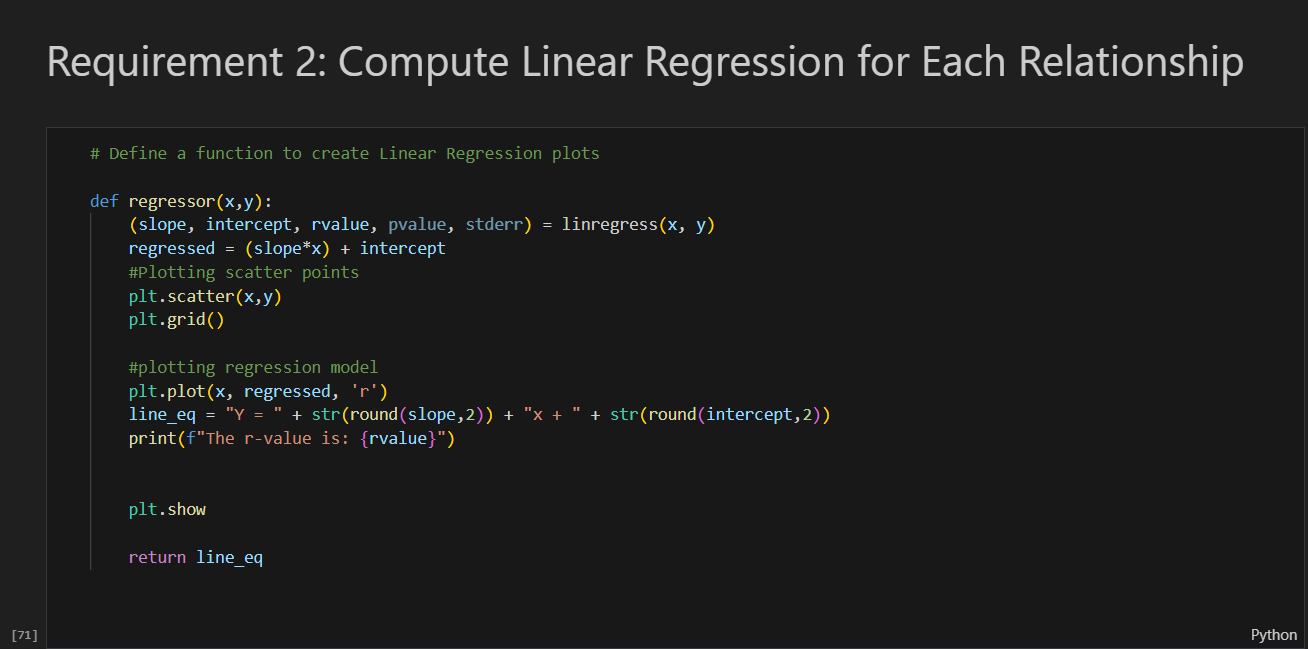 Requirement 2: Compute Linear Regression for Each Relationship
# Define a function to create Linear Regression plots
def regressor(x,y):
(slope, intercept, rvalue, pvalue, stderr) = linregress(x, y)
regressed = (slope*x) + intercept
#Plotting scatter points
plt.scatter(x,y)
plt.grid()
#plotting regression model
plt.plot(x, regressed, 'r')
line_eq = "Y = " + str(round(slope,2)) + "x + " + str(round(intercept,2))
print(f"The r-value is: {rvalue}")
plt.show
return line_eq
[71]
Python